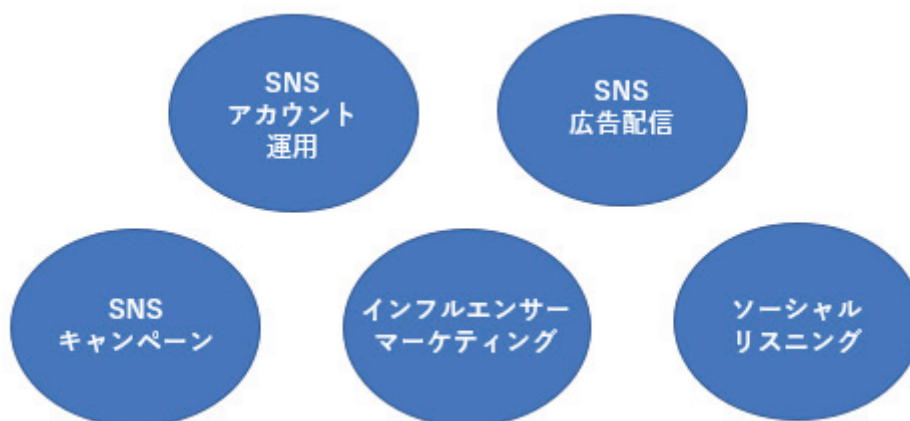 SNS
アカウント
運用
SNS
広告配信
SNS
キャンペーン
インフルエンサー
マーケティング
ソーシャル
リスニング